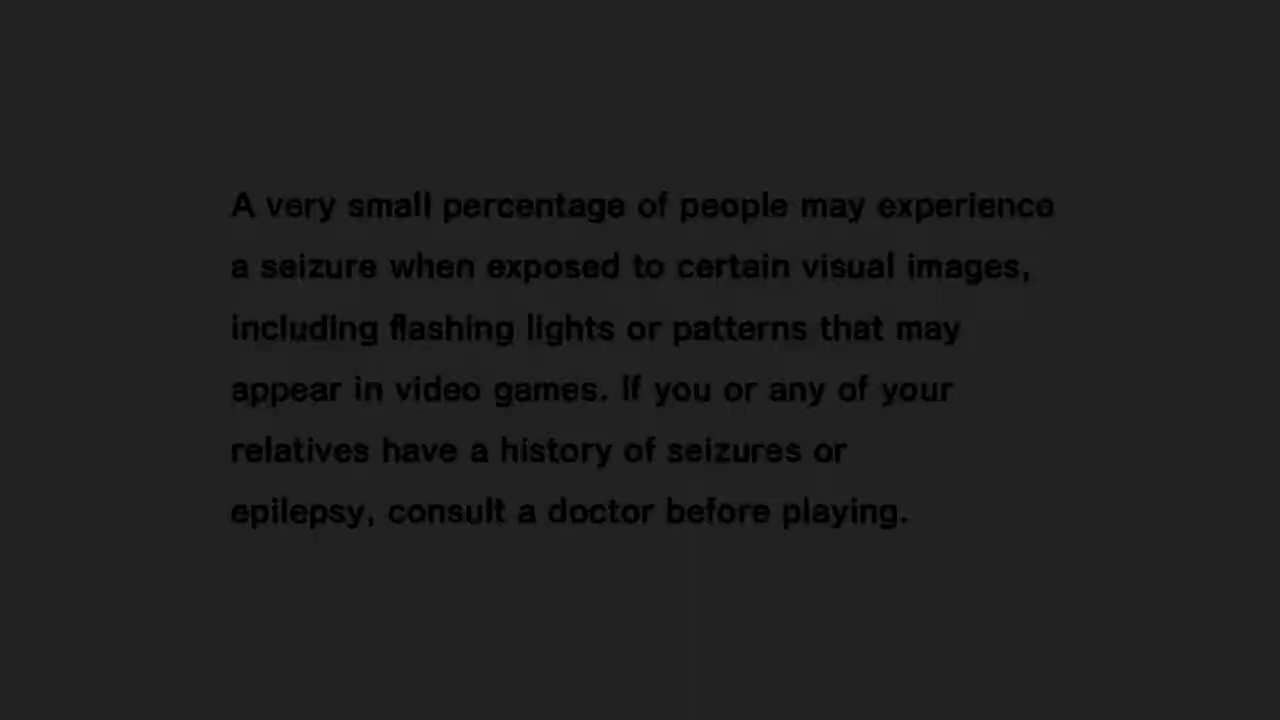 A very small percentage of people may experience
a seizure when exposed to certain visual images,
including flashing lights or patterns that may
appear in video games. If you or any of your
relatives have a history of seizures or
epilepsy, consult a doctor before playing.